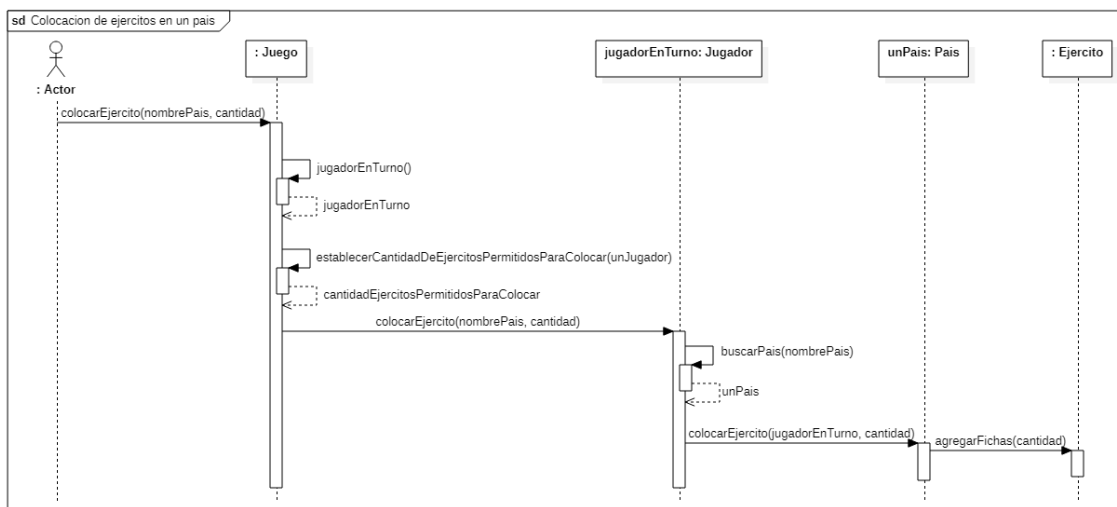 sd Colocacion de ejercitos en un pais
: Juego
jugadorEnTurno: Jugador
unPais: Pais
: Ejercito
: Actor
colocarEjercito(nombrePais, cantidad)
jugadorEnTurno()
jugadorEnTurno
establecerCantidadDeEjercitosPermitidosParaColocar(unJugador)
cantidadEjercitosPermitidosParaColocar
colocarEjercito(nombrePais, cantidad)
buscarPais(nombrePais)
unPais
colocarEjercito(jugadorEnTurno, cantidad)
agregarFichas(cantidad)